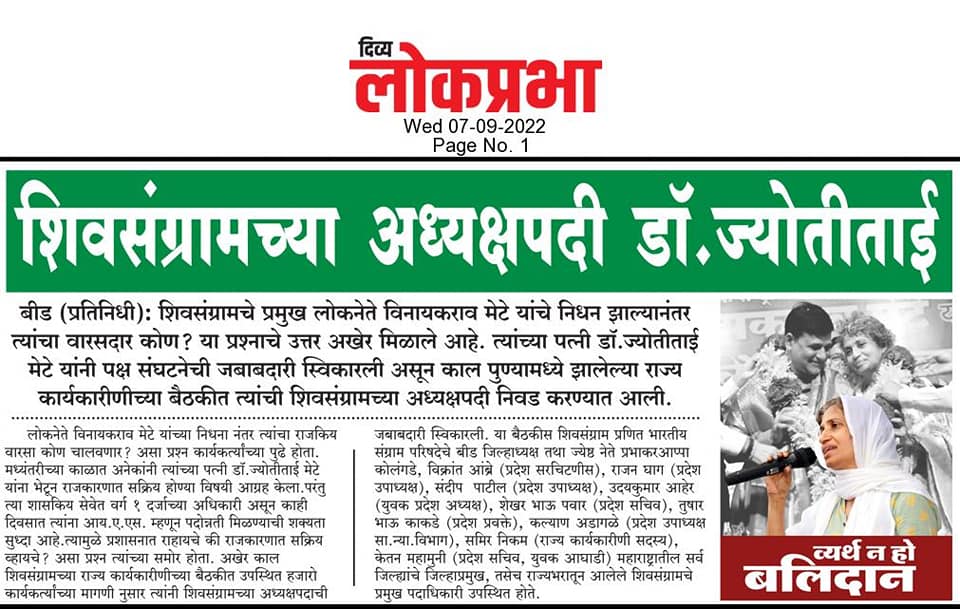 दिव्य
लोकप्रभा
Wed 07-09-2022
Page No. 1
शिवसंग्रामच्या अध्यक्षपदी डॉ.ज्योतीताई
बीड (प्रतिनिधी): शिवसंग्रामचे प्रमुख लोकनेते विनायकराव मेटे यांचे निधन झाल्यानंतर
त्यांचा वारसदार कोण? या प्रश्नाचे उत्तर अखेर मिळाले आहे. त्यांच्या पत्नी डॉ.ज्योतीताई
मेटे यांनी पक्ष संघटनेची जबाबदारी स्विकारली असून काल पुण्यामध्ये झालेल्या राज्य
कार्यकारीणीच्या बैठकीत त्यांची शिवसंग्रामच्या अध्यक्षपदी निवड करण्यात आली.
लोकनेते विनायकराव मेटे यांच्या निधना नंतर त्यांचा राजकिय
वारसा कोण चालवणार? असा प्रश्न कार्यकर्त्यांच्या पुढे होता.
मध्यंतरीच्या काळात अनेकांनी त्यांच्या पत्नी डॉ.ज्योतीताई मेटे
यांना भेटून राजकारणात सक्रिय होण्या विषयी आग्रह केला.परंतु
त्या शासकिय सेवेत वर्ग १ दर्जाच्या अधिकारी असून काही
दिवसात त्यांना आय.ए.एस. म्हणून पदोन्नती मिळण्याची शक्यता
सुध्दा आहे.त्यामुळे प्रशासनात राहायचे की राजकारणात सक्रिय
व्हायचे? असा प्रश्न त्यांच्या समोर होता. अखेर काल
शिवसंग्रामच्या राज्य कार्यकारीणीच्या बैठकीत उपस्थित हजारो
कार्यकर्त्यांच्या मागणी नुसार त्यांनी शिवसंग्रामच्या अध्यक्षपदाची
जबाबदारी स्विकारली. या बैठकीस शिवसंग्राम प्रणित भारतीय
संग्राम परिषदेचे बीड जिल्हाध्यक्ष तथा ज्येष्ठ नेते प्रभाकरआप्पा
कोलंगडे, विक्रांत आंब्रे (प्रदेश सरचिटणीस), राजन घाग (प्रदेश
उपाध्यक्ष), संदीप पाटील (प्रदेश उपाध्यक्ष), उदयकुमार आहेर
(युवक प्रदेश अध्यक्ष), शेखर भाऊ पवार (प्रदेश सचिव), तुषार
भाऊ काकडे (प्रदेश प्रवक्ते), कल्याण अडागळे (प्रदेश उपाध्यक्ष
सा.न्या.विभाग), समिर निकम (राज्य कार्यकारीणी सदस्य),
केतन महामुनी (प्रदेश सचिव, युवक आघाडी) महाराष्ट्रातील सर्व
जिल्ह्यांचे जिल्हाप्रमुख, तसेच राज्यभरातून आलेले शिवसंग्रामचे
प्रमुख पदाधिकारी उपस्थित होते.
व्यर्थ न हो
बलिदान